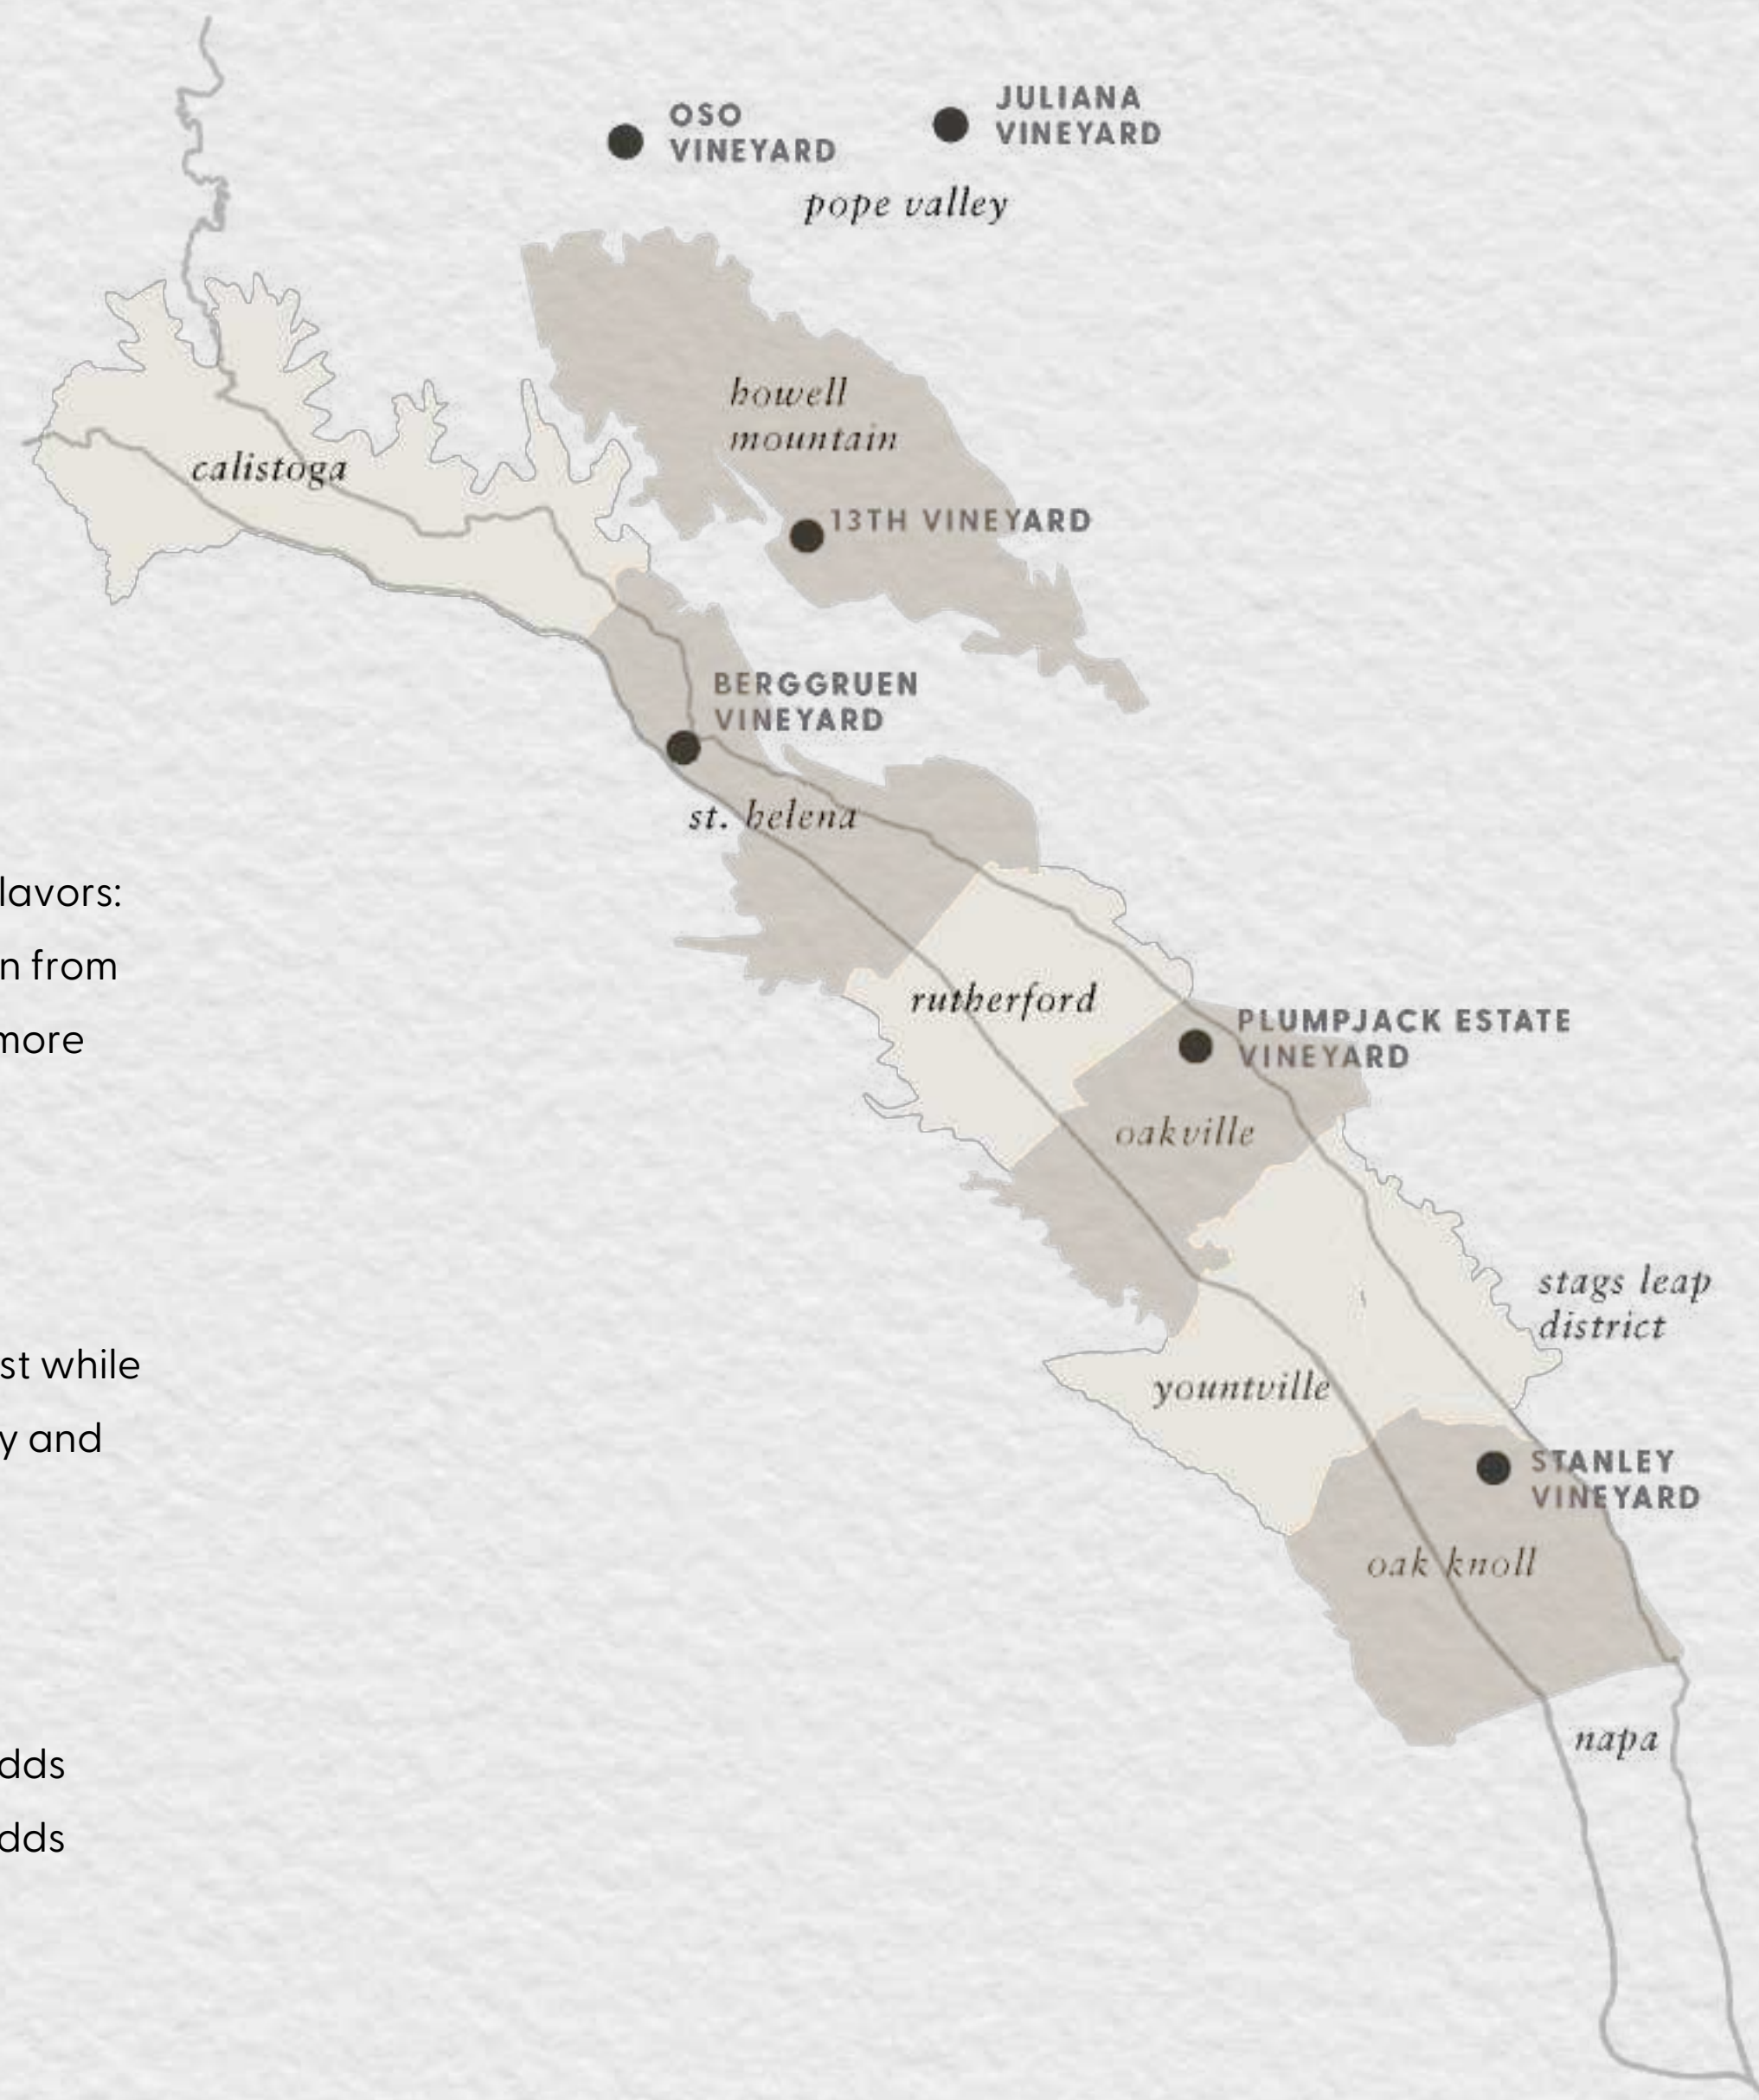 OSO
VINEYARD
JULIANA
VINEYARD
pope valley
howell
mountain
calistoga
13TH VINEYARD
BERGGRUEN
VINEYARD
st. helena
lavors:
n from
more
rutherford
PLUMPJACK ESTATE
VINEYARD
oakville
stags leap
district
st while
yountville
y and
STANLEY
VINEYARD
oak knoll
napa
dds
dds